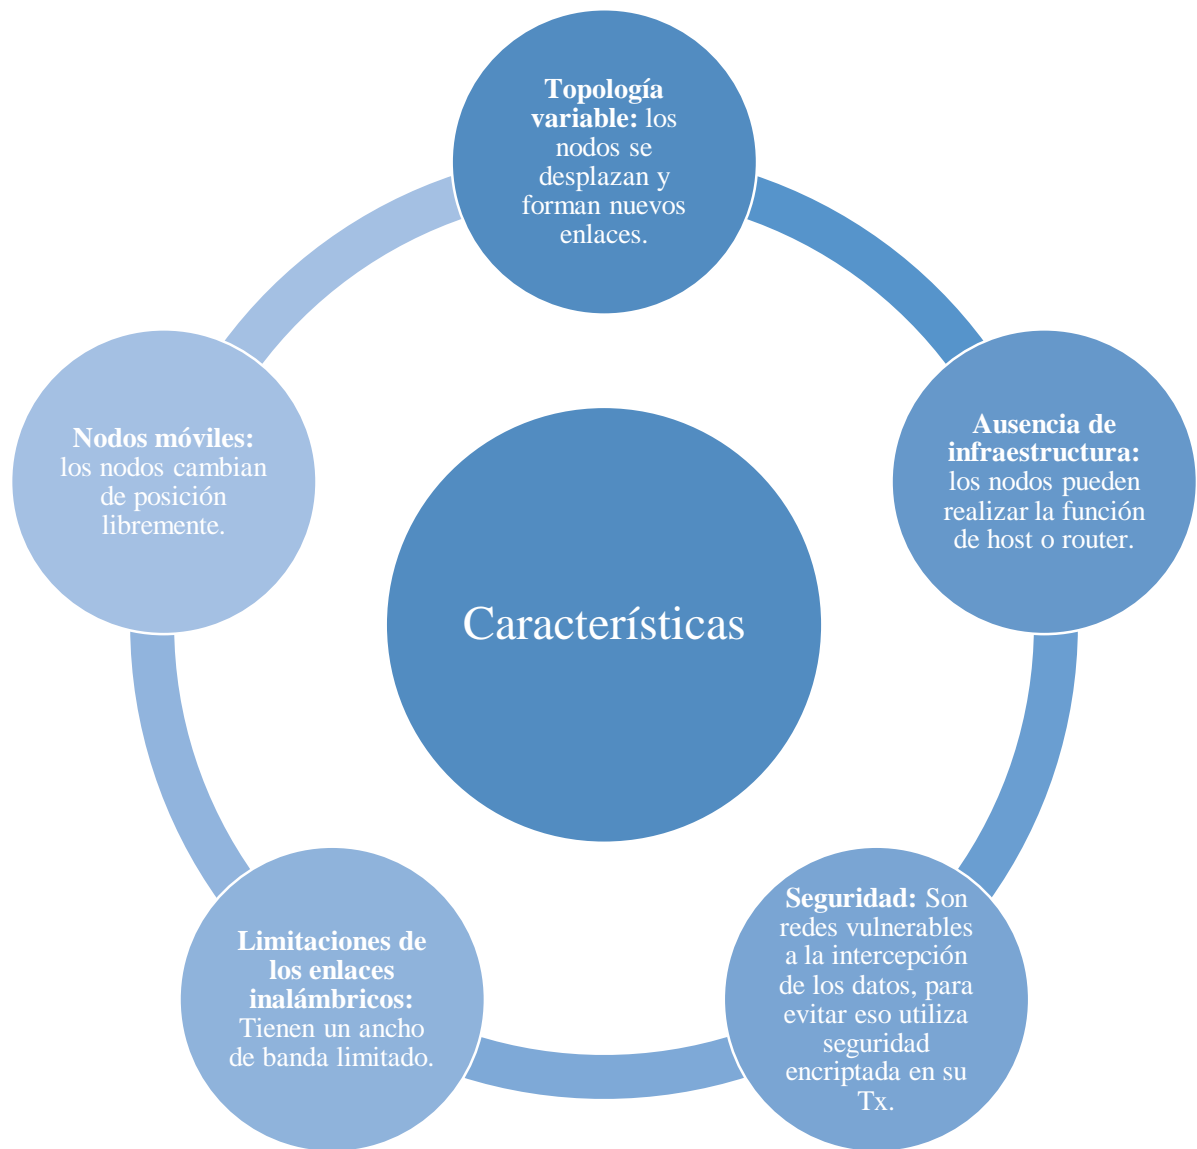 Topología
variable: los
nodos se
desplazan y
forman nuevos
enlaces.
Ausencia de
infraestructura:
los nodos pueden
realizar la función
de host o router.
Seguridad: Son
redes vulnerables
a la intercepción
de los datos, para
evitar eso utiliza
seguridad
encriptada en su
Tx.
Limitaciones de
los enlaces
inalámbricos:
Tienen un ancho
de banda limitado.
Nodos móviles:
los nodos cambian
de posición
libremente.
Característícas